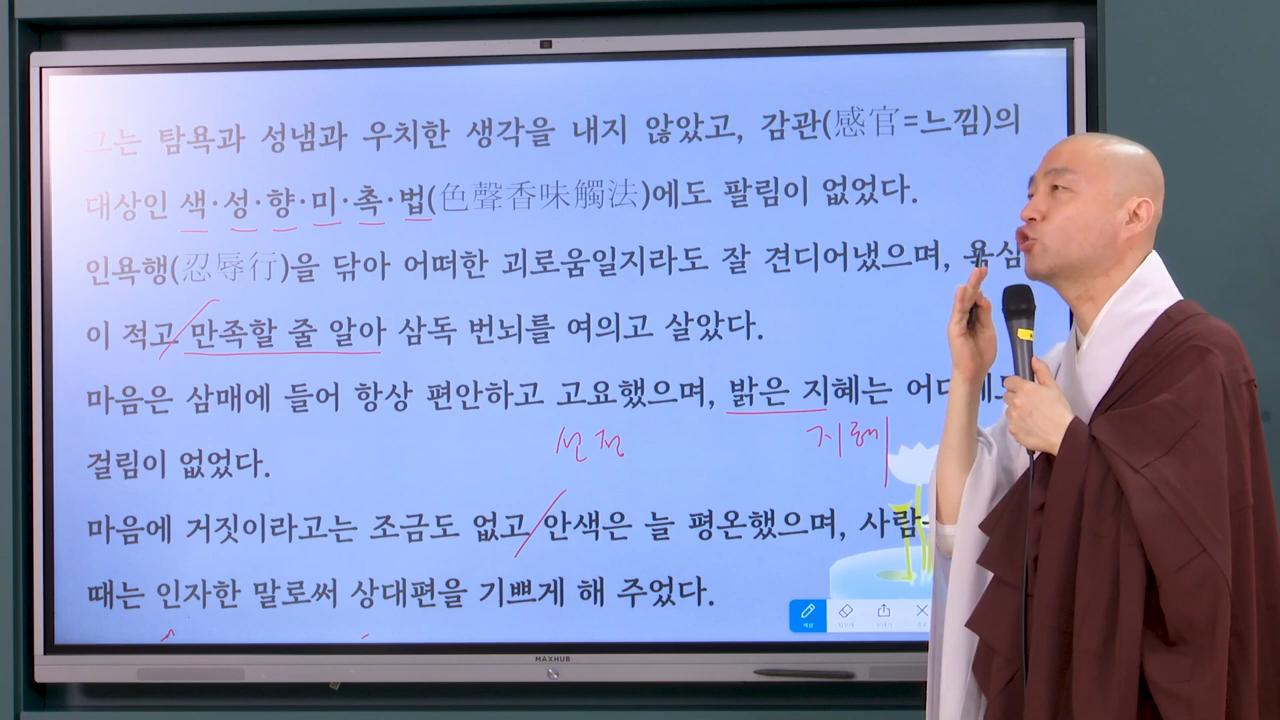 그는 탐욕과 성냄과 우치한 생각을 내지 않았고, 감관(感官=느낌)의
대상인 색·성·향·미·촉·법(色聲香味觸法)에도 팔림이 없었다.
인욕행(忍辱行)을 닦아 어떠한 괴로움일지라도 잘 견디어냈으며, 욕심
이 적고 만족할 줄 알아 삼독 번뇌를 여의고 살았다.
마음은 삼매에 들어 항상 편안하고 고요했으며, 밝은 지혜는
선정 지혜
걸림이 없었다.
마음에 거짓이라고는 조금도 없고 안색은 늘 평온했으며, 사람
때는 인자한 말로써 상대편을 기쁘게 해 주었다.
MAXHUB